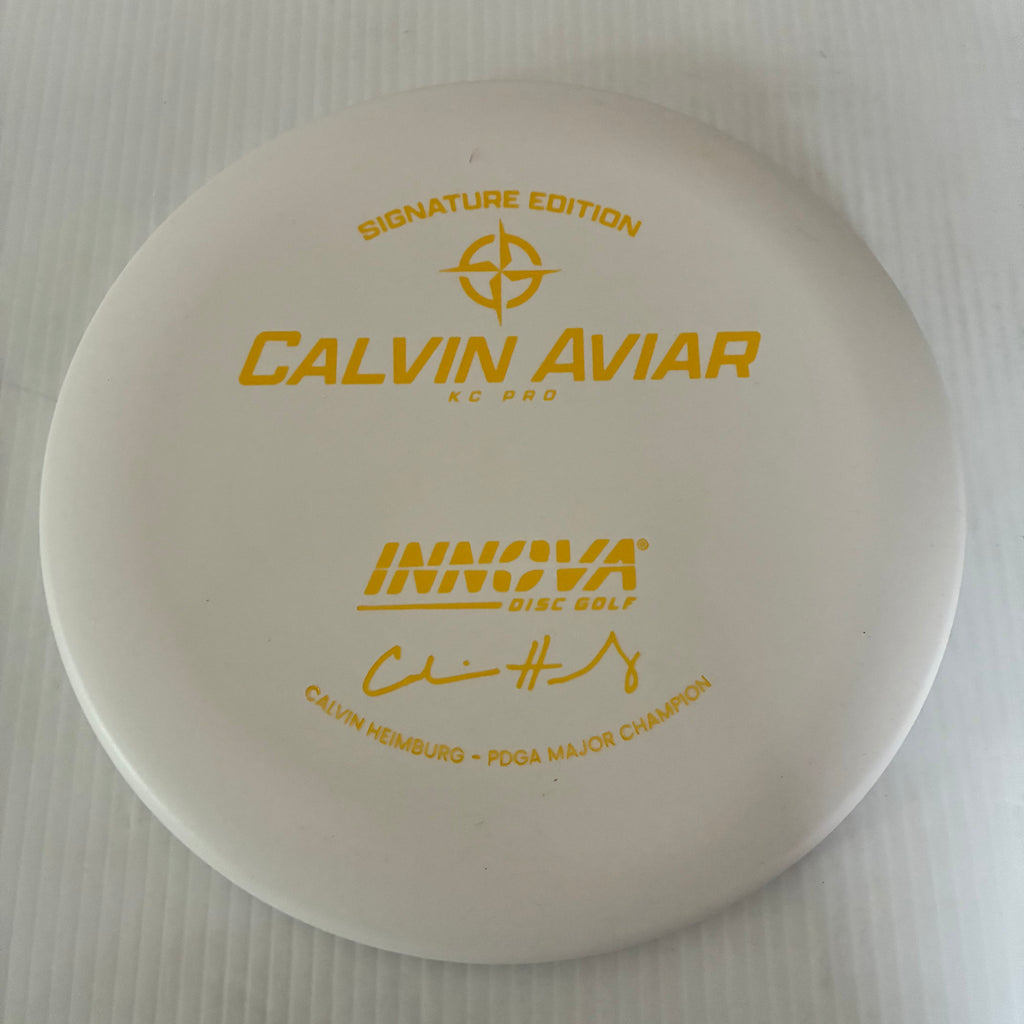 SIGNATURE EDITION
CALVIN AVIAR
KC PRO
INNOVA®
DISC GOLF
CALVIN HEIMBURG - PDGA MAJOR CHAMPION